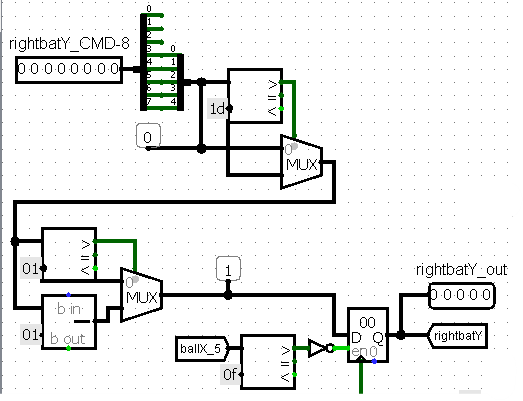 0
1
2
3
4
5
6
7
0
1
2
3
4
rightbatY_CMD-8
0 0 0 0 0 0 0 0
>
=
<
1d
0
0
MUX
>
=
<
01
0
MUX
b in
01
b out
1
rightbatY_out
0 0 0 0 0
00
D Q
en 0
rightbatY
ballX_5
>
=
<
0f